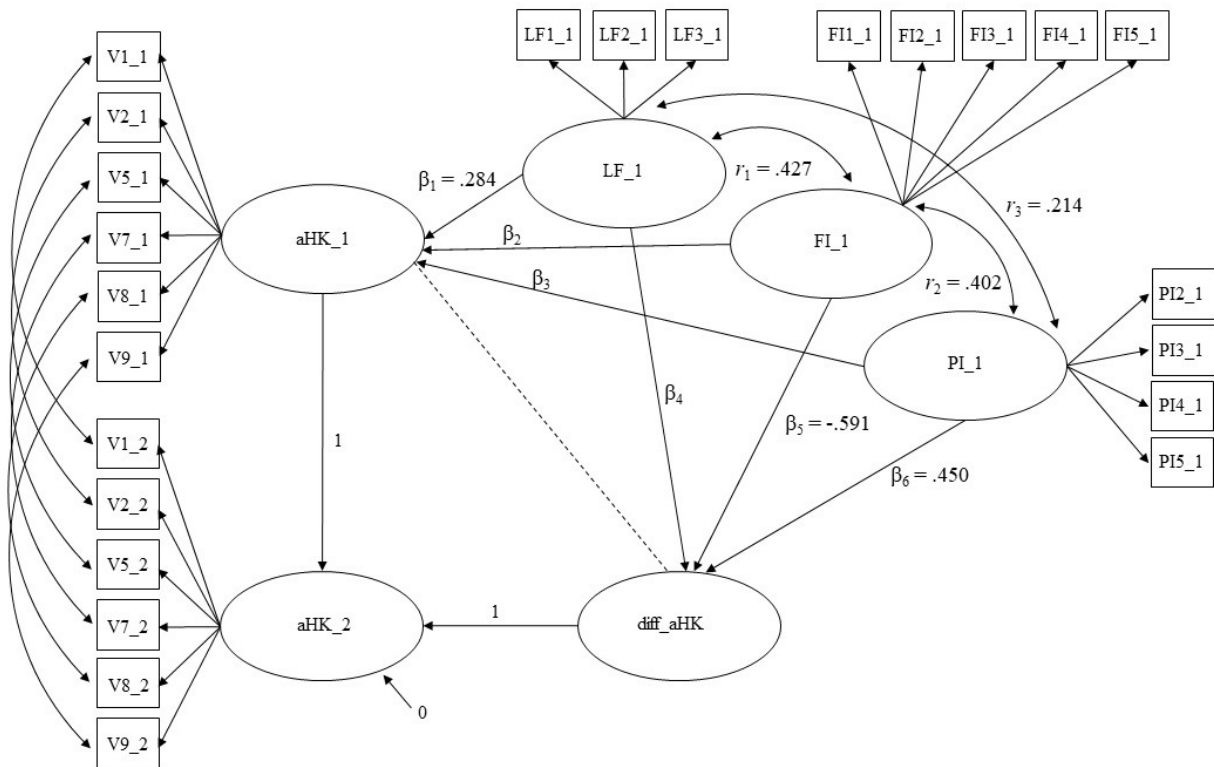 LF1_1 LF2_1 LF3_1
FI1_1 FI2_1 FI3_1 FI4_1 FI5_1
V1_1
V2_1
V5_1
V7_1
V8_1
V9_1
aHK_1
LF_1
FI_1
PI_1
β1 = .284
β2
β3
r1 = .427
r2 = .402
r3 = .214
PI2_1
PI3_1
PI4_1
PI5_1
1
β4
β5 = -.591
β6 = .450
V1_2
V2_2
V5_2
V7_2
V8_2
V9_2
aHK_2
1
diff_aHK
0